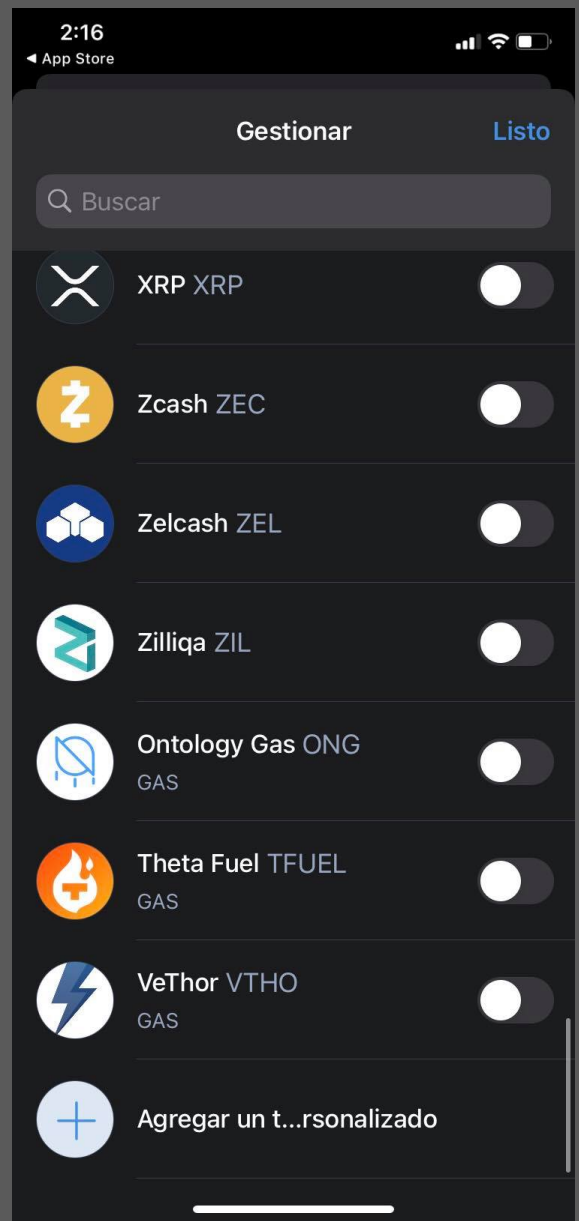 2:16
◀ App Store
Gestionar
Listo
Buscar
XRP XRP
Zcash ZEC
Zelcash ZEL
Zilliqa ZIL
Ontology Gas ONG
GAS
Theta Fuel TFUEL
GAS
VeThor VTHO
GAS
Agregar un t...rsonalizado